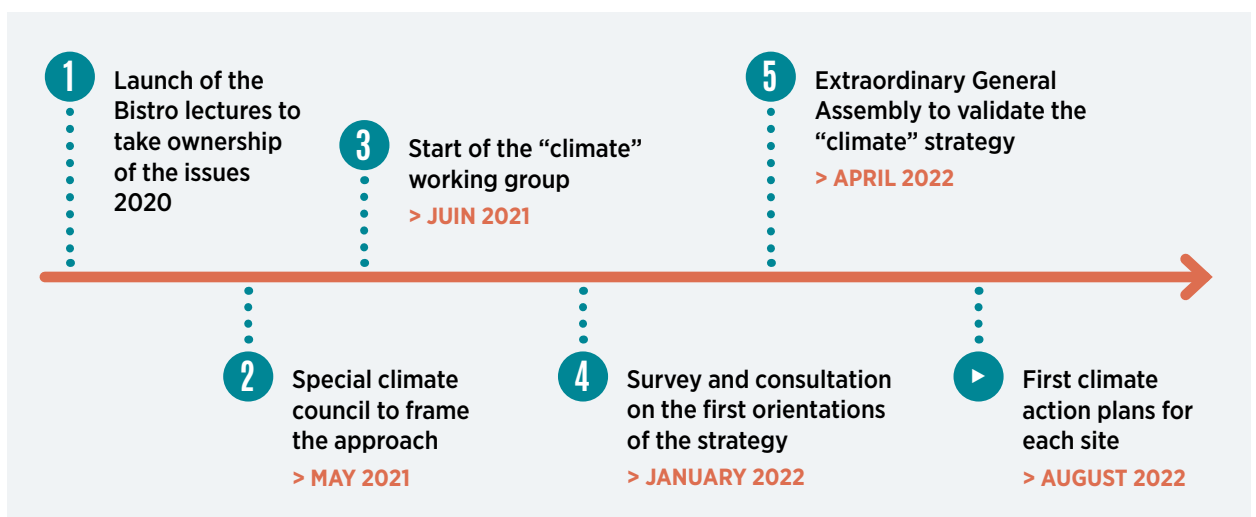 1
Launch of the
Bistro lectures to
take ownership
of the issues
2020
2
Special climate
council to frame
the approach
> MAY 2021
3
Start of the “climate”
working group
> JUIN 2021
4
Survey and consultation
on the first orientations
of the strategy
> JANUARY 2022
5
Extraordinary General
Assembly to validate the
“climate” strategy
> APRIL 2022
First climate
action plans for
each site
> AUGUST 2022